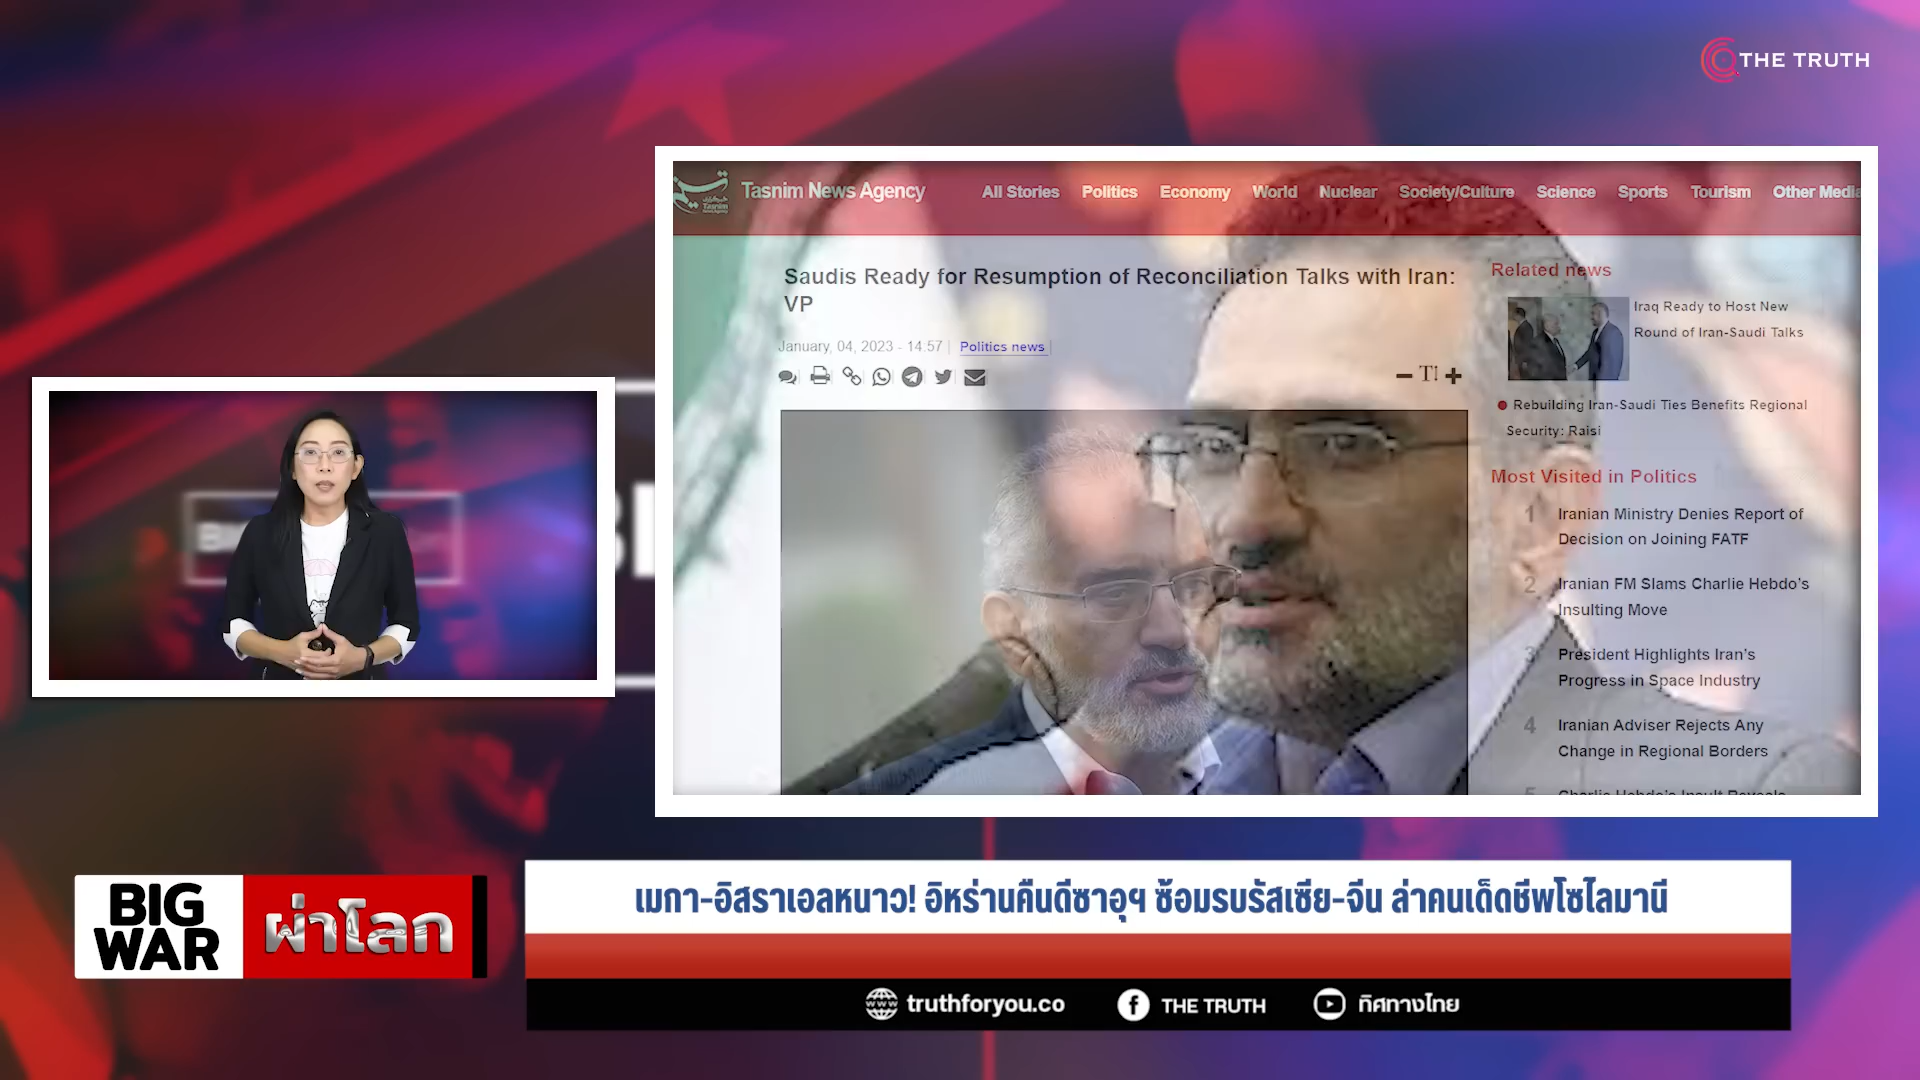 THE TRUTH
Tasnim News Agency
All Stories Politics Economy World Nuclear Society/Culture Science Sports Tourism Other Media
Saudis Ready for Resumption of Reconciliation Talks with Iran:
VP
January, 04, 2023 - 14:57 | Politics news |
Related news
Iraq Ready to Host New
Round of Iran-Saudi Talks
Rebuilding Iran-Saudi Ties Benefits Regional
Security: Raisi
Most Visited in Politics
1 Iranian Ministry Denies Report of
Decision on Joining FATF
2 Iranian FM Slams Charlie Hebdo's
Insulting Move
3 President Highlights Iran's
Progress in Space Industry
4 Iranian Adviser Rejects Any
Change in Regional Borders
5 Charlie Hebdo's Insult Reveals
BIG
WAR
ผ่าโลก
เมกา-อิสราเอลหนาว! อิหร่านคืนดีซาอุฯ ซ้อมรบรัสเซีย-จีน ล่าคนเด็ดชีพโซไลมานี
truthforyou.co THE TRUTH ทิศทางไทย